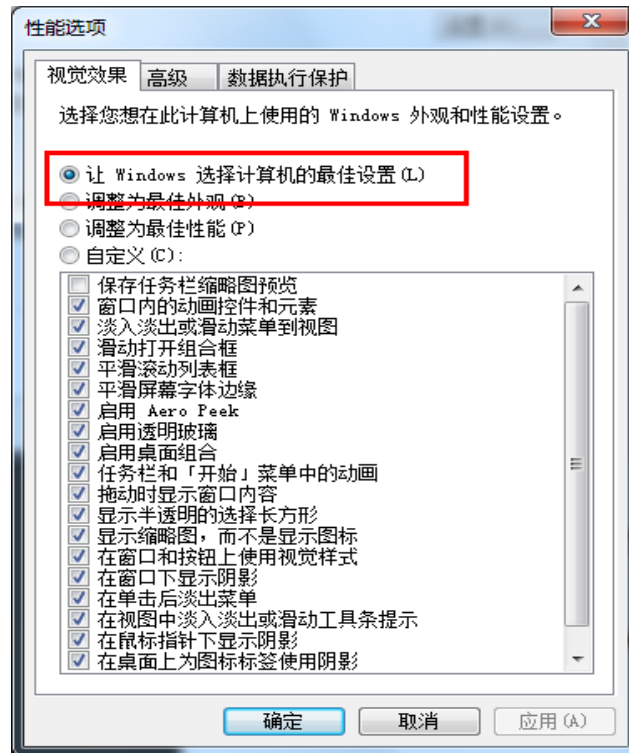 性能选项
视觉效果 高级 数据执行保护
选择您想在此计算机上使用的 Windows 外观和性能设置。
让 Windows 选择计算机的最佳设置(L)
调整为最佳外观(B)
调整为最佳性能(P)
自定义(C):
保存任务栏缩略图预览
窗口内的动画控件和元素
淡入淡出或滑动菜单到视图
滑动打开组合框
平滑滚动列表框
平滑屏幕字体边缘
启用 Aero Peek
启用透明玻璃
启用桌面组合
任务栏和「开始」菜单中的动画
拖动时显示窗口内容
显示半透明的选择长方形
显示缩略图，而不是显示图标
在窗口和按钮上使用视觉样式
在窗口下显示阴影
在单击后淡出菜单
在视图中淡入淡出或滑动工具条提示
在鼠标指针下显示阴影
在桌面上为图标标签使用阴影
确定 取消 应用(A)